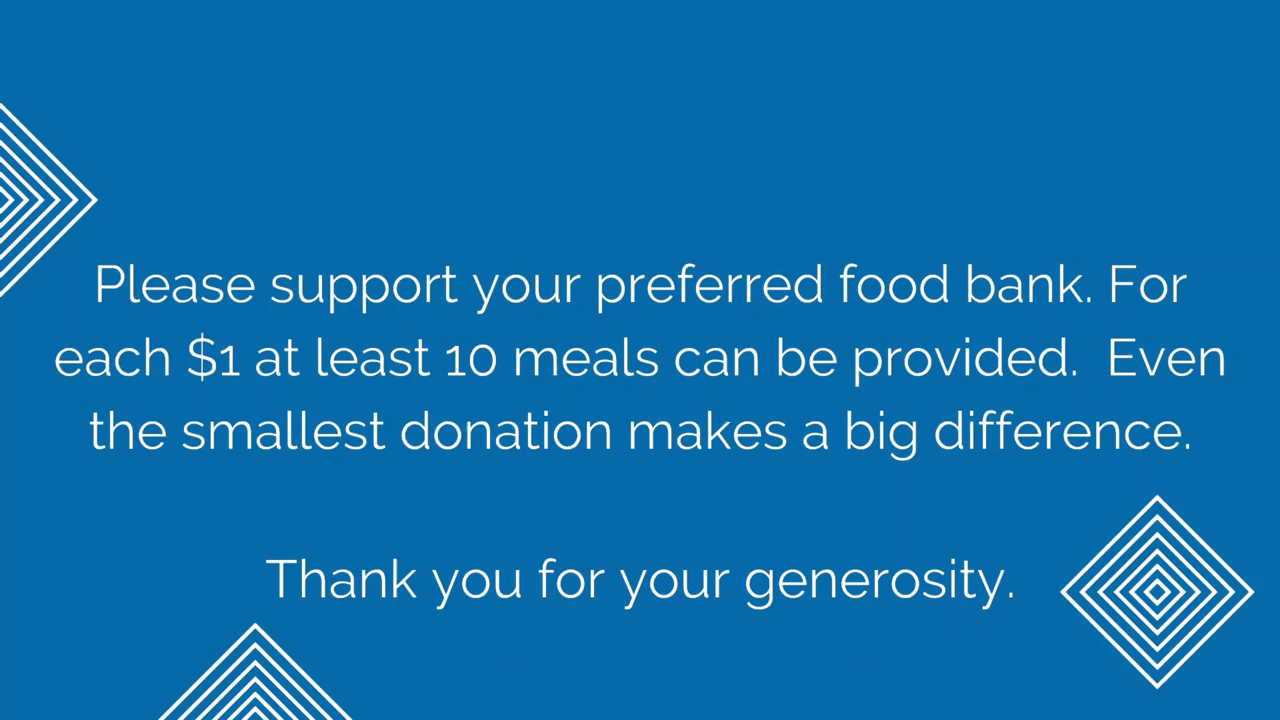 Please support your preferred food bank. For
each $1 at least 10 meals can be provided.  Even
the smallest donation makes a big difference.
Thank you for your generosity.